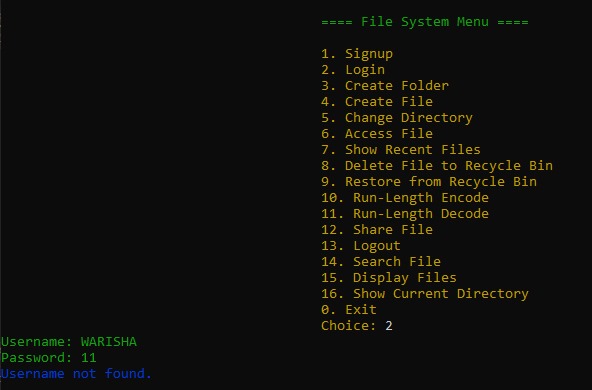 ==== File System Menu ====
1. Signup
2. Login
3. Create Folder
4. Create File
5. Change Directory
6. Access File
7. Show Recent Files
8. Delete File to Recycle Bin
9. Restore from Recycle Bin
10. Run-Length Encode
11. Run-Length Decode
12. Share File
13. Logout
14. Search File
15. Display Files
16. Show Current Directory
0. Exit
Choice: 2
Username: WARISHA
Password: 11
Username not found.